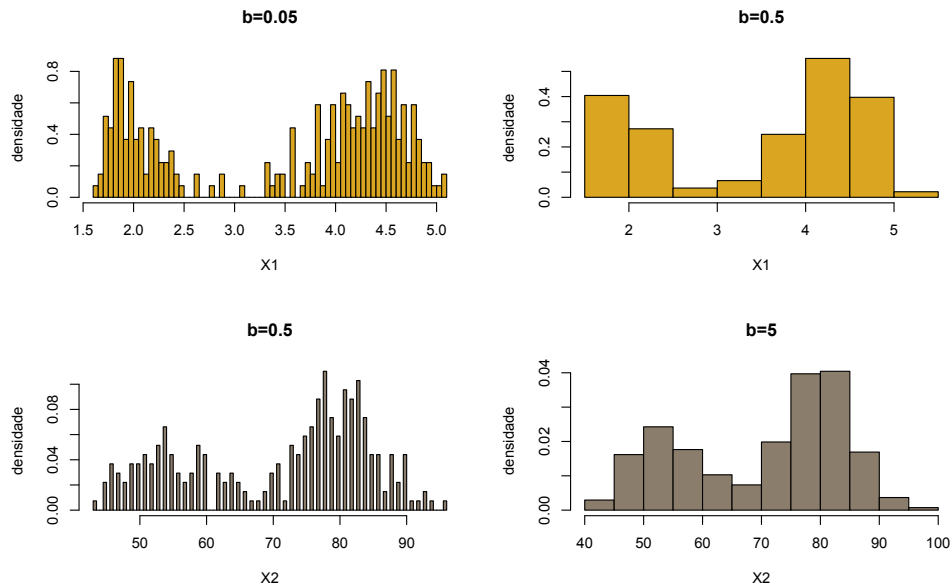 b=0.05
densidade
0.0 0.4 0.8
1.5 2.0 2.5 3.0 3.5 4.0 4.5 5.0
X1
b=0.5
densidade
0.0 0.2 0.4
2 3 4 5
X1
b=0.5
densidade
0.00 0.04 0.08
50 60 70 80 90
X2
b=5
densidade
0.00 0.02 0.04
40 50 60 70 80 90 100
X2